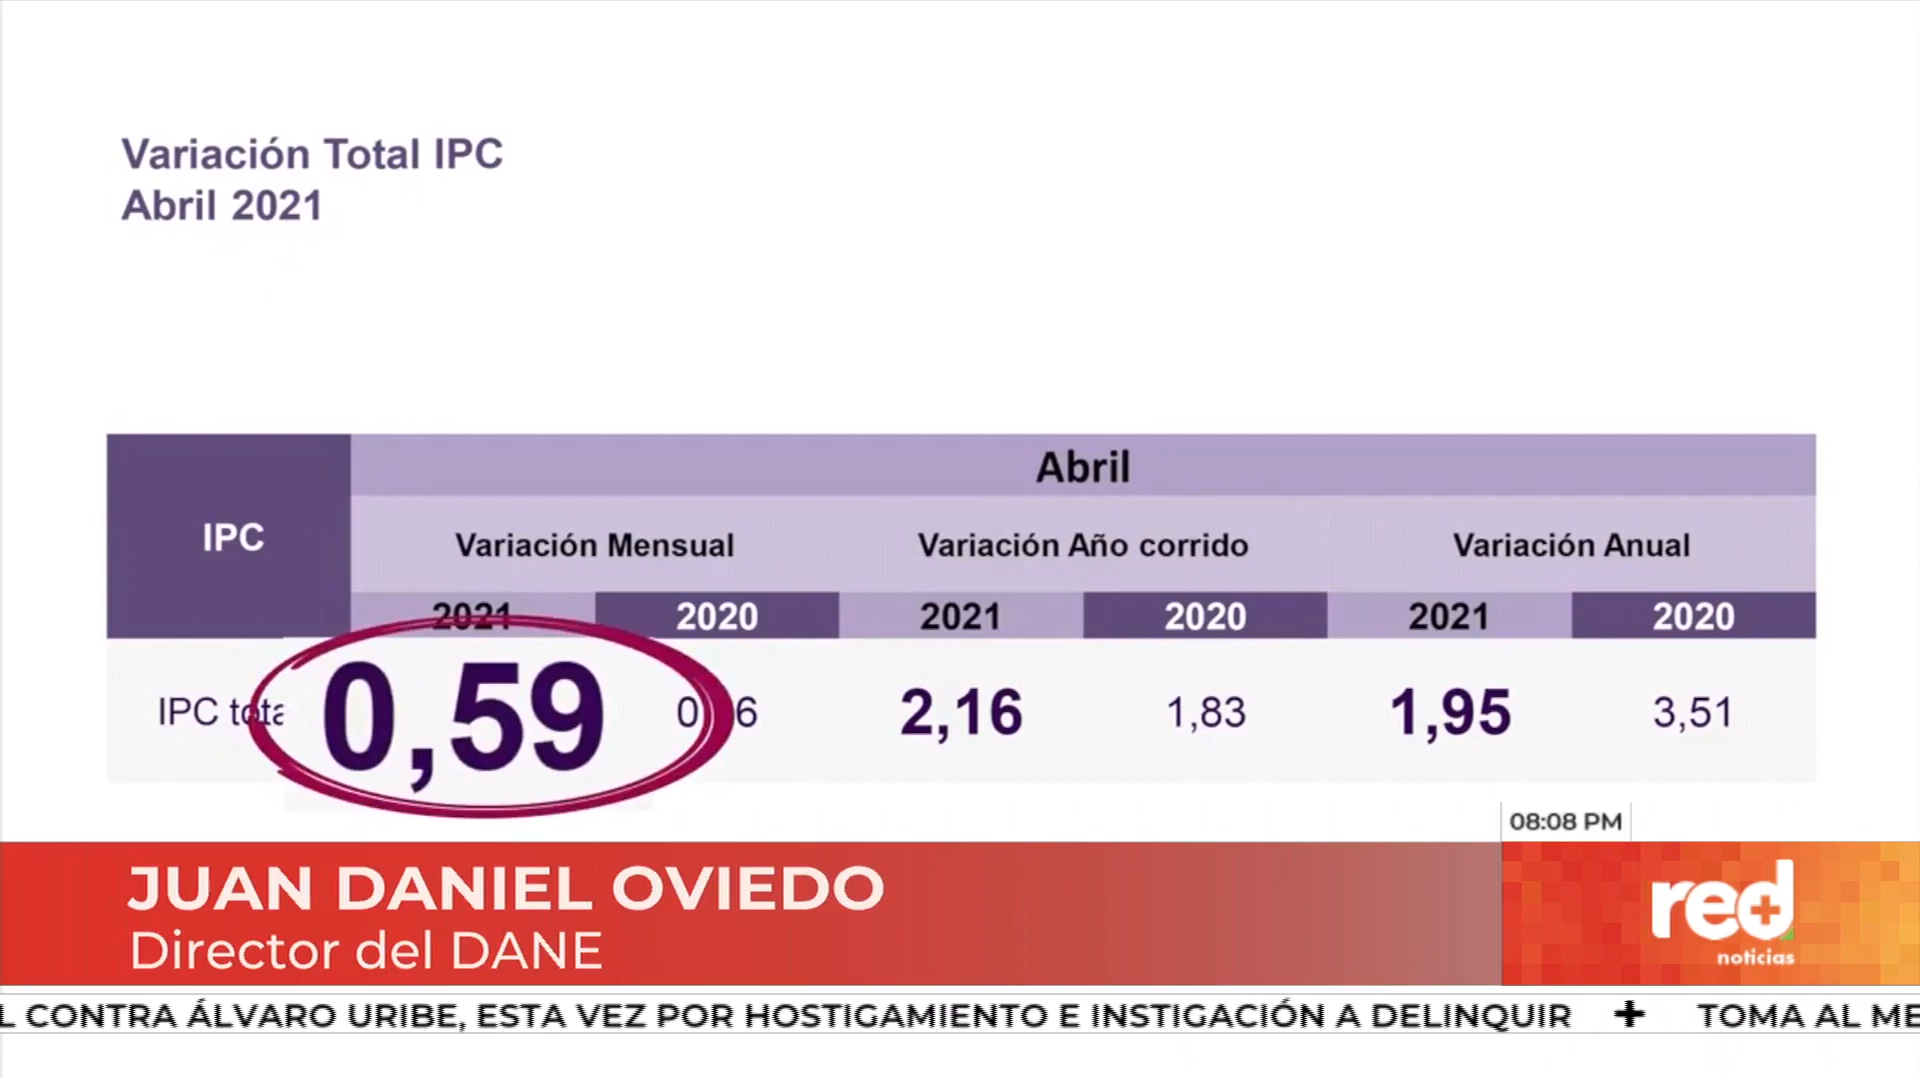 Variación Total IPC
Abril 2021
IPC
Abril
Variación Mensual
Variación Año corrido
Variación Anual
2021 2020 2021 2020 2021 2020
IPC 0,59 2,16 1,83 1,95 3,51
08:08 PM
JUAN DANIEL OVIEDO
Director del DANE
red
noticias
CONTRA ÁLVARO URIBE, ESTA VEZ POR HOSTIGAMIENTO E INSTIGACIÓN A DELINQUIR + TOMA AL